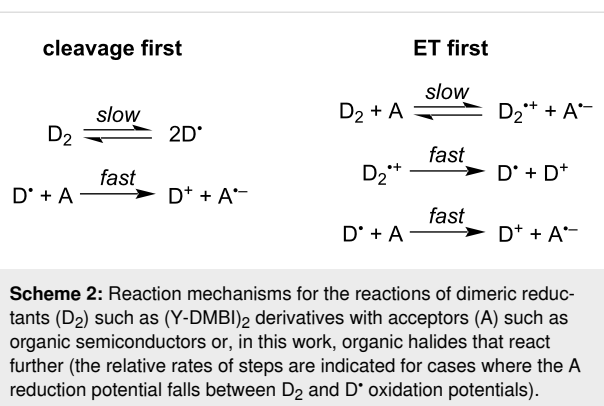 cleavage first
slow
D₂ ⇌ 2D•
fast
D• + A → D⁺ + A•–
ET first
slow
D₂ + A ⇌ D₂•+ + A•–
fast
D₂•+ → D• + D⁺
fast
D• + A → D⁺ + A•–
Scheme 2: Reaction mechanisms for the reactions of dimeric reduc-
tants (D₂) such as (Y-DMBI)₂ derivatives with acceptors (A) such as
organic semiconductors or, in this work, organic halides that react
further (the relative rates of steps are indicated for cases where the A
reduction potential falls between D₂ and D• oxidation potentials).